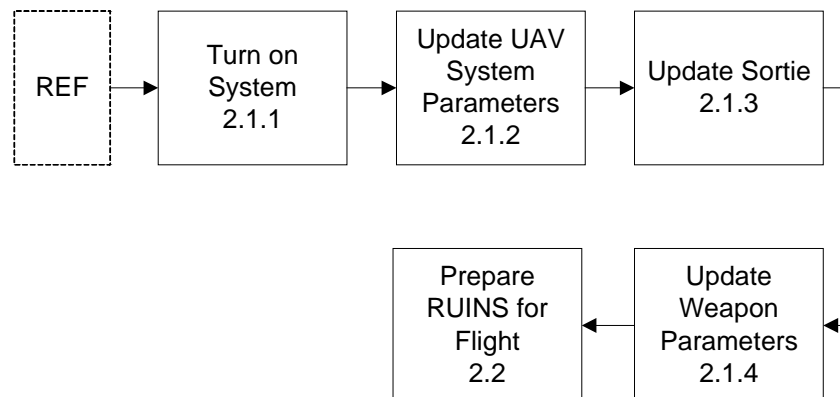 REF
Turn on
System
2.1.1
Update UAV
System
Parameters
2.1.2
Update Sortie
2.1.3
Update
Weapon
Parameters
2.1.4
Prepare
RUINS for
Flight
2.2